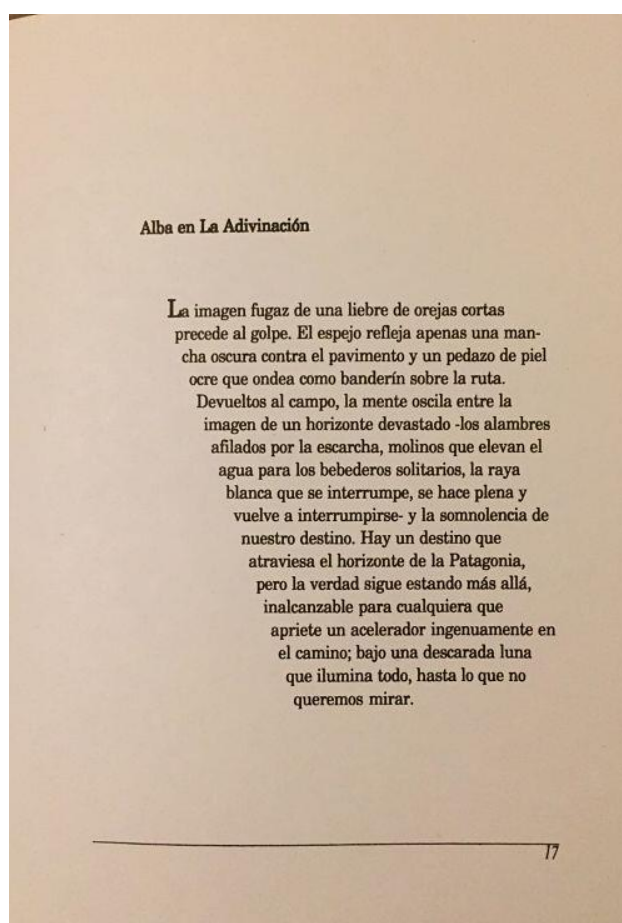 Alba en La Adivinación
La imagen fugaz de una liebre de orejas cortas
precede al golpe. El espejo refleja apenas una man-
cha oscura contra el pavimento y un pedazo de piel
ocre que ondea como banderín sobre la ruta.
Devueltos al campo, la mente oscila entre la
imagen de un horizonte devastado -los alambres
afilados por la escarcha, molinos que elevan el
agua para los bebederos solitarios, la raya
blanca que se interrumpe, se hace plena y
vuelve a interrumpirse- y la somnolencia de
nuestro destino. Hay un destino que
atraviesa el horizonte de la Patagonia,
pero la verdad sigue estando más allá,
inalcanzable para cualquiera que
apriete un acelerador ingenuamente en
el camino; bajo una descarada luna
que ilumina todo, hasta lo que no
queremos mirar.
17